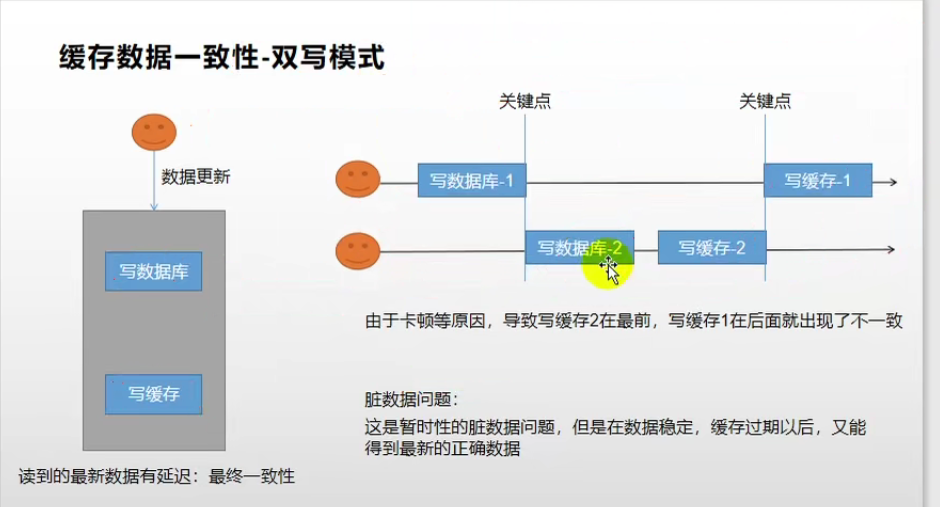 缓存数据一致性-双写模式
关键点
关键点
数据更新
写数据库-1
写缓存-1
写数据库-2
写缓存-2
写数据库
写缓存
由于卡顿等原因，导致写缓存2在最前，写缓存1在后面就出现了不一致
脏数据问题：
这是暂时性的脏数据问题，但是在数据稳定，缓存过期以后，又能
得到最新的正确数据
读到的最新数据有延迟：最终一致性